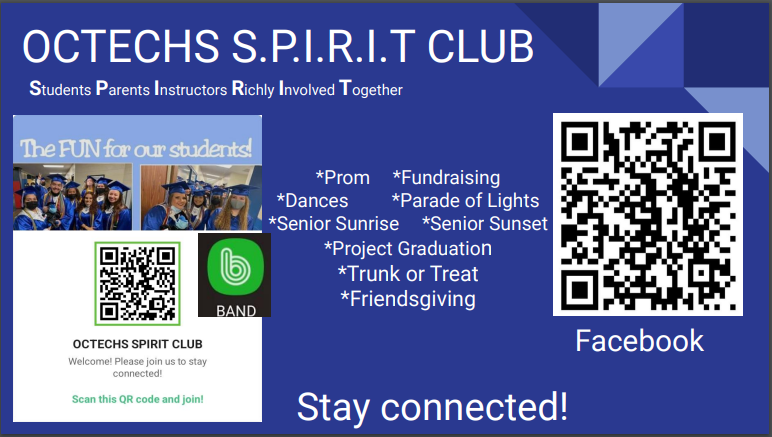 OCTECHS S.P.I.R.I.T CLUB
Students Parents Instructors Richly Involved Together
The FUN for our students!
*Prom *Fundraising
*Dances *Parade of Lights
*Senior Sunrise *Senior Sunset
*Project Graduation
*Trunk or Treat
*Friendsgiving
BAND
OCTECHS SPIRIT CLUB
Welcome! Please join us to stay
connected!
Scan this QR code and join!
Facebook
Stay connected!